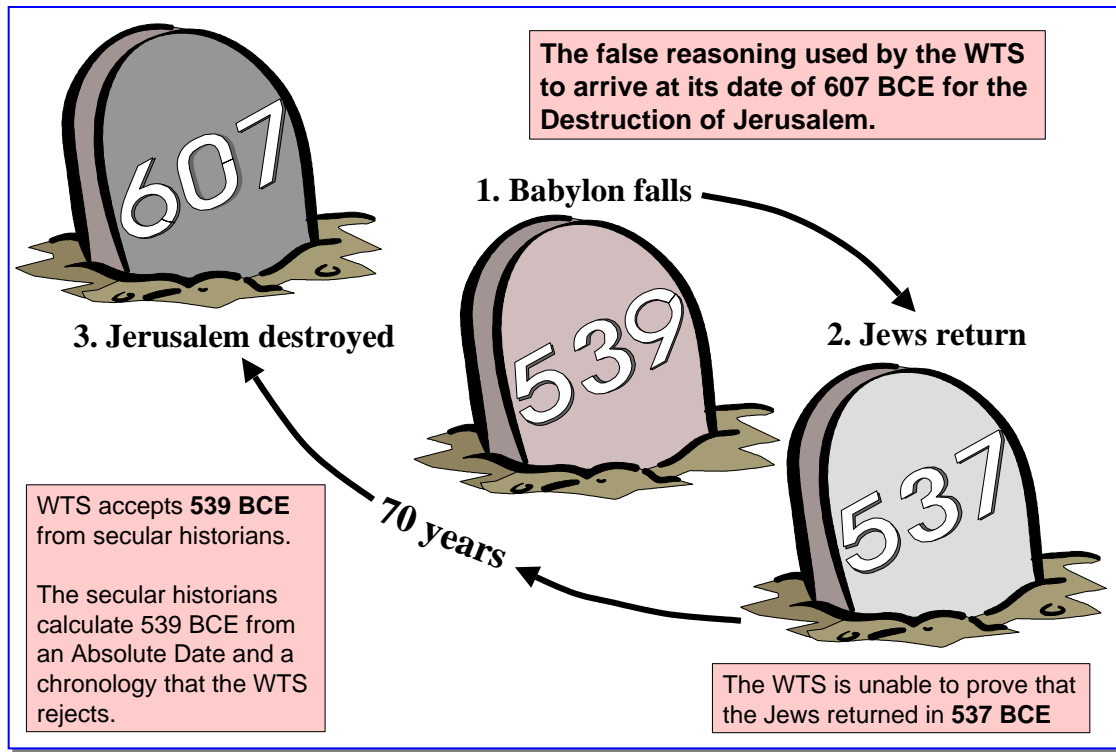 The false reasoning used by the WTS
to arrive at its date of 607 BCE for the
Destruction of Jerusalem.
607
1. Babylon falls
539
2. Jews return
537
3. Jerusalem destroyed
70 years
WTS accepts 539 BCE
from secular historians.
The secular historians
calculate 539 BCE from
an Absolute Date and a
chronology that the WTS
rejects.
The WTS is unable to prove that
the Jews returned in 537 BCE